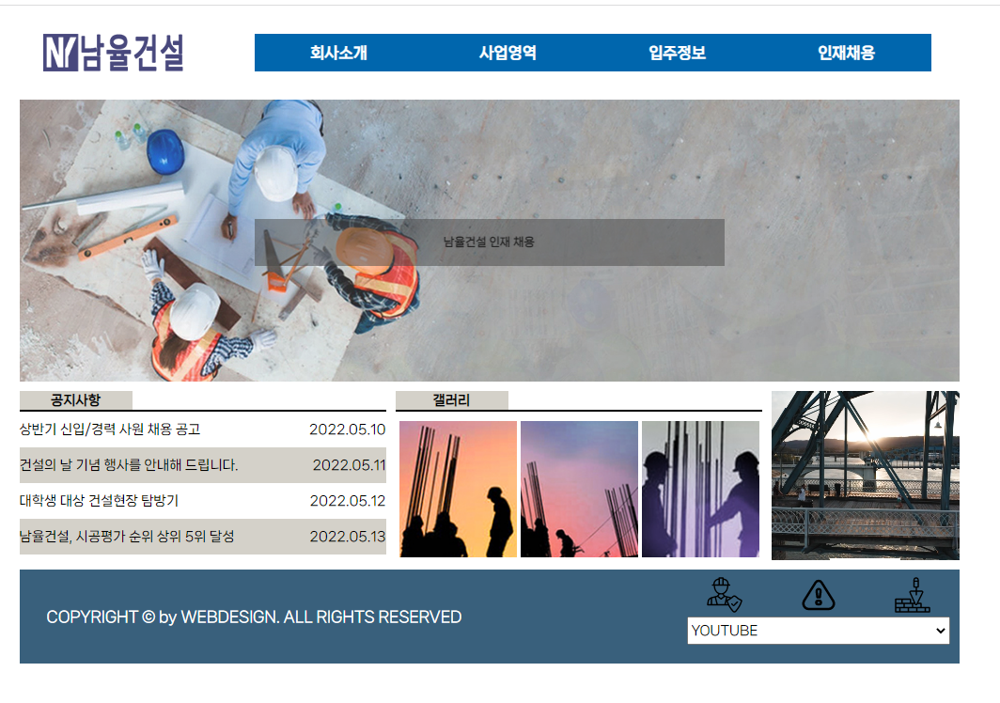 NY남율건설
회사소개 사업영역 입주정보 인재채용
남율건설 인재 채용
공지사항
상반기 신입/경력 사원 채용 공고 2022.05.10
건설의 날 기념 행사를 안내해 드립니다. 2022.05.11
대학생 대상 건설현장 탐방기 2022.05.12
남율건설, 시공평가 순위 상위 5위 달성 2022.05.13
갤러리
COPYRIGHT © by WEBDESIGN. ALL RIGHTS RESERVED
YOUTUBE